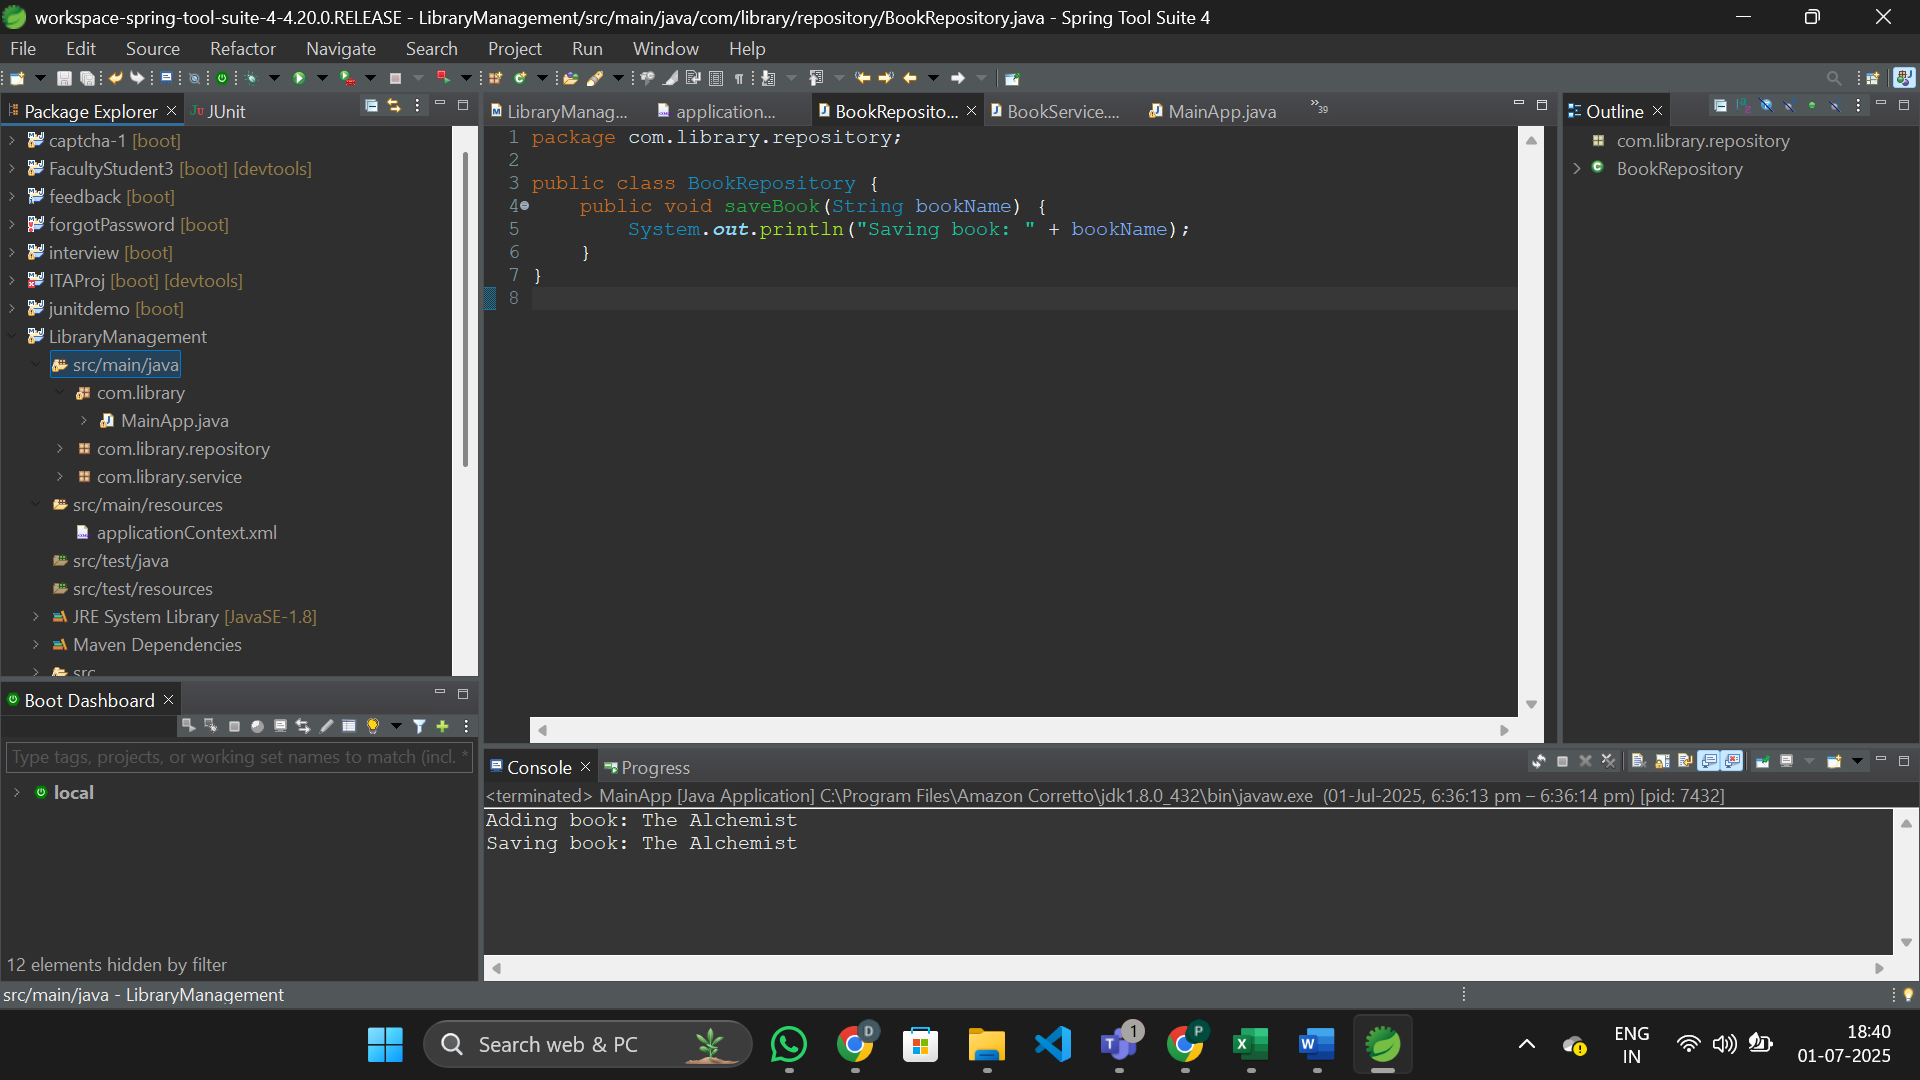 workspace-spring-tool-suite-4-4.20.0.RELEASE - LibraryManagement/src/main/java/com/library/repository/BookRepository.java - Spring Tool Suite 4
File Edit Source Refactor Navigate Search Project Run Window Help
Package Explorer
JUnit
captcha-1 [boot]
FacultyStudent3 [boot] [devtools]
feedback [boot]
forgotPassword [boot]
interview [boot]
ITAProj [boot] [devtools]
junitdemo [boot]
LibraryManagement
src/main/java
com.library
MainApp.java
com.library.repository
com.library.service
src/main/resources
applicationContext.xml
src/test/java
src/test/resources
JRE System Library [JavaSE-1.8]
Maven Dependencies
src
Boot Dashboard
Type tags, projects, or working set names to match (incl. *
local
12 elements hidden by filter
LibraryManag... application... BookReposito... BookService.... MainApp.java »39
1 package com.library.repository;
2
3 public class BookRepository {
4 public void saveBook(String bookName) {
5 System.out.println("Saving book: " + bookName);
6 }
7 }
8
Outline
com.library.repository
BookRepository
Console Progress
<terminated> MainApp [Java Application] C:\Program Files\Amazon Corretto\jdk1.8.0_432\bin\javaw.exe (01-Jul-2025, 6:36:13 pm – 6:36:14 pm) [pid: 7432]
Adding book: The Alchemist
Saving book: The Alchemist
src/main/java - LibraryManagement
Search web & PC
D
1
P
ENG
IN
18:40
01-07-2025